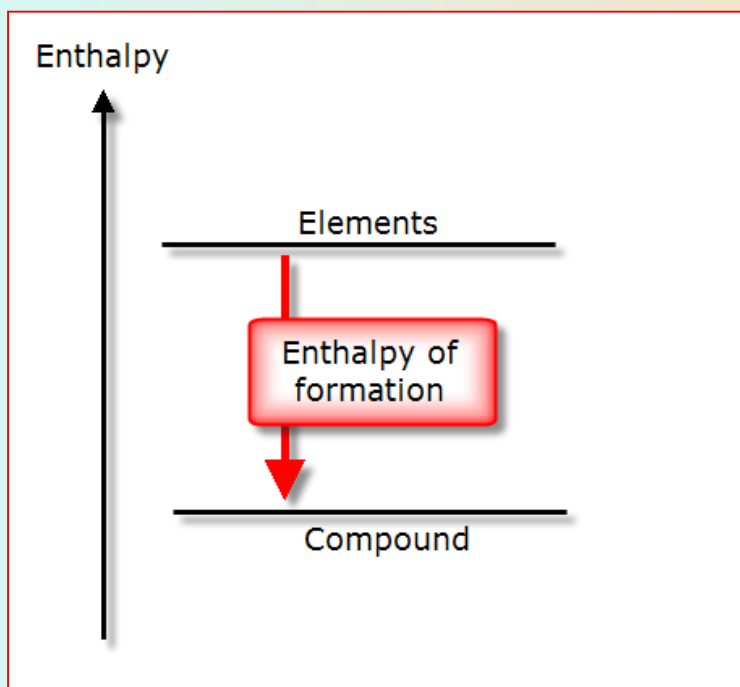 Enthalpy
Elements
Enthalpy of
formation
Compound